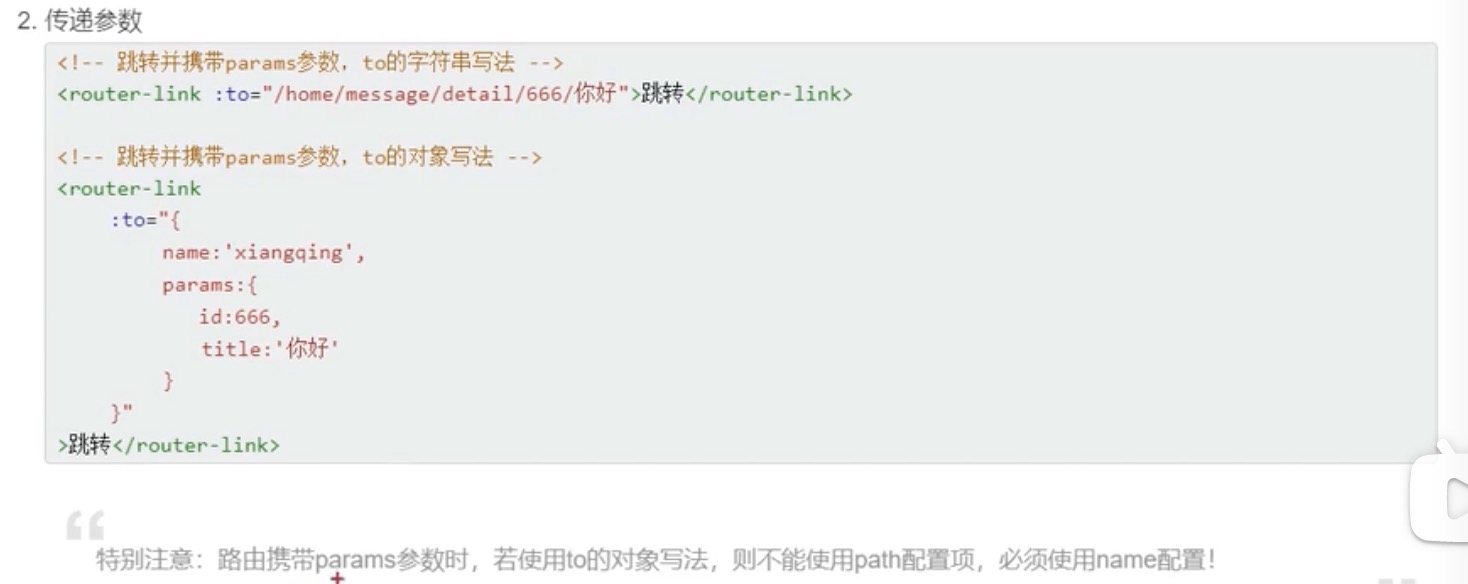 2. 传递参数
<!-- 跳转并携带params参数，to的字符串写法 -->
<router-link :to="/home/message/detail/666/你好">跳转</router-link>
<!-- 跳转并携带params参数，to的对象写法 -->
<router-link
:to="{
name:'xiangqing',
params:{
id:666,
title:'你好'
}
}"
>跳转</router-link>
特别注意：路由携带params参数时，若使用to的对象写法，则不能使用path配置项，必须使用name配置！